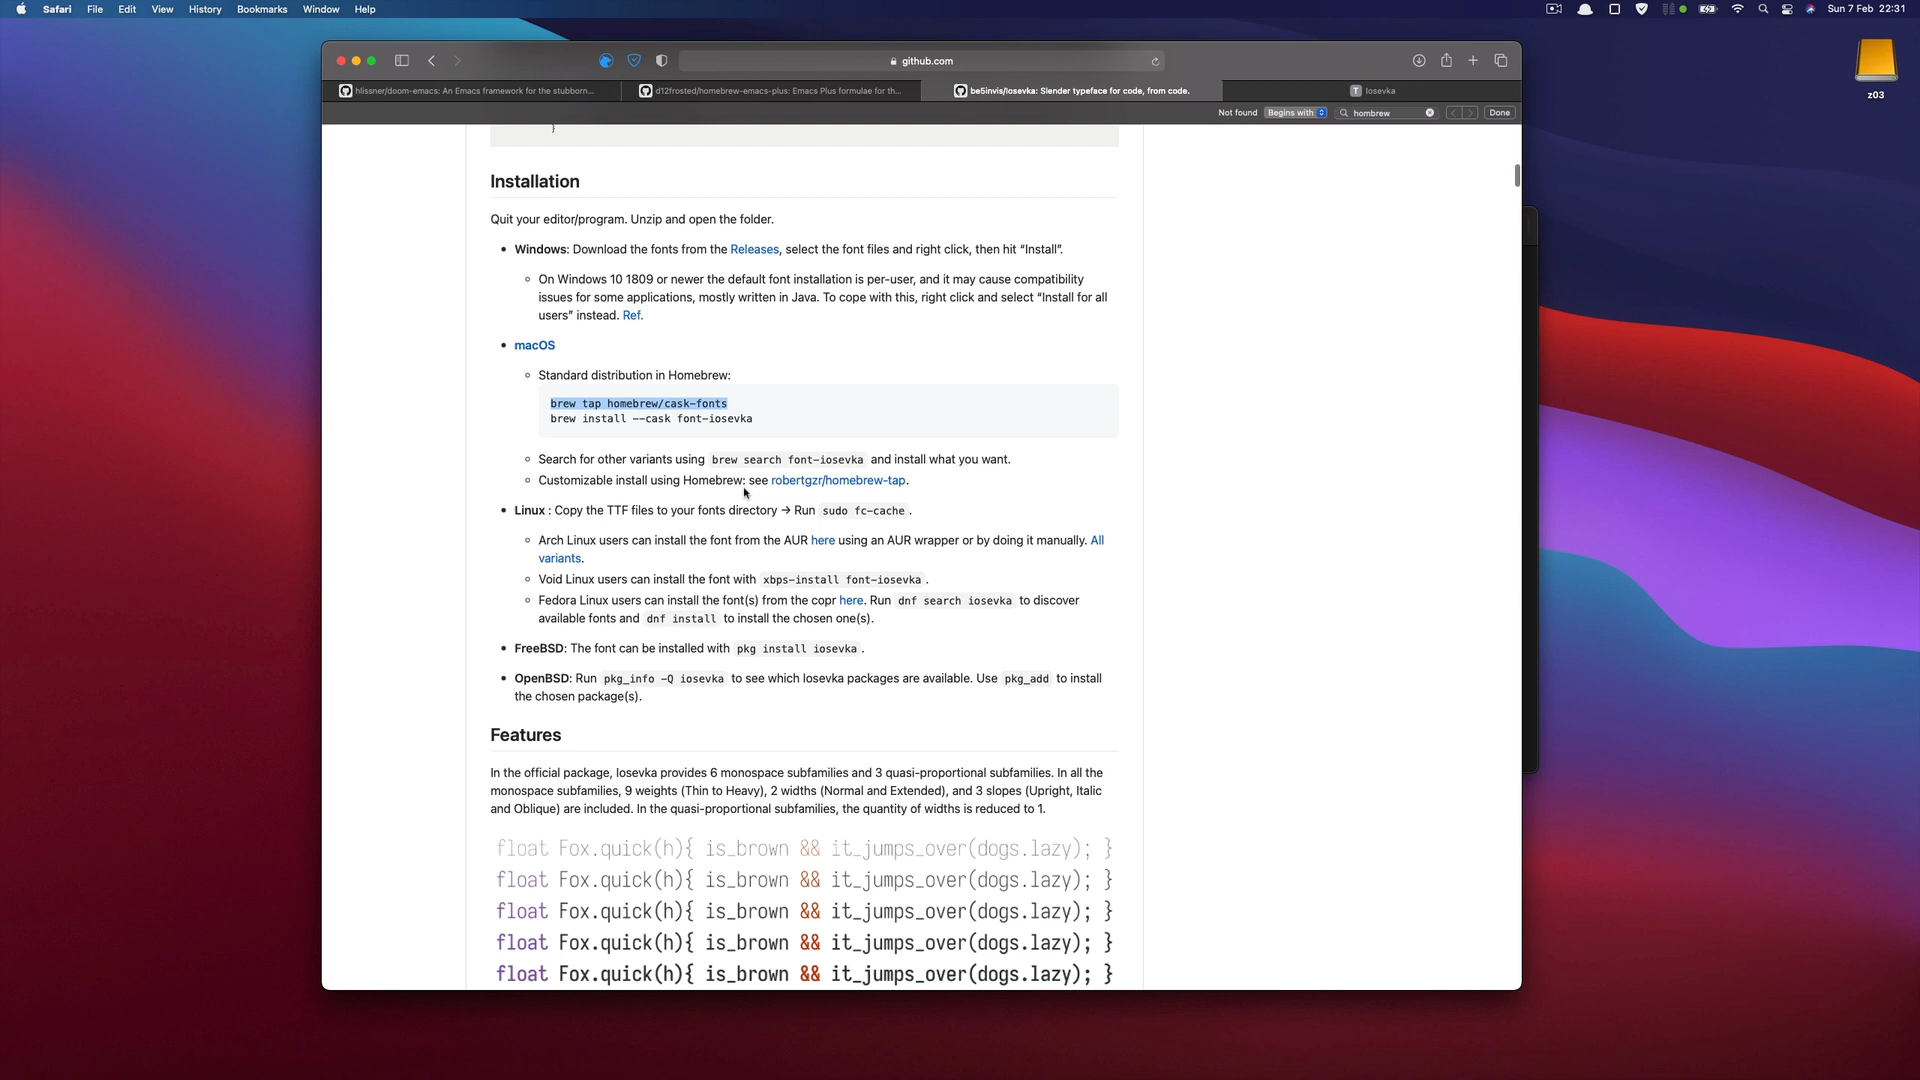 Safari File Edit View History Bookmarks Window Help
Sun 7 Feb 22:31
github.com
hlissner/doom-emacs: An Emacs framework for the stubborn...
d12frosted/homebrew-emacs-plus: Emacs Plus formulae for th...
be5invis/Iosevka: Slender typeface for code, from code.
T Iosevka
Not found Begins with hombrew Done
z03
}
Installation
Quit your editor/program. Unzip and open the folder.
Windows: Download the fonts from the Releases, select the font files and right click, then hit “Install”.
On Windows 10 1809 or newer the default font installation is per-user, and it may cause compatibility
issues for some applications, mostly written in Java. To cope with this, right click and select “Install for all
users” instead. Ref.
macOS
Standard distribution in Homebrew:
brew tap homebrew/cask-fonts
brew install --cask font-iosevka
Search for other variants using brew search font-iosevka and install what you want.
Customizable install using Homebrew: see robertgzr/homebrew-tap.
Linux : Copy the TTF files to your fonts directory → Run sudo fc-cache .
Arch Linux users can install the font from the AUR here using an AUR wrapper or by doing it manually. All
variants.
Void Linux users can install the font with xbps-install font-iosevka .
Fedora Linux users can install the font(s) from the copr here. Run dnf search iosevka to discover
available fonts and dnf install to install the chosen one(s).
FreeBSD: The font can be installed with pkg install iosevka .
OpenBSD: Run pkg_info -Q iosevka to see which Iosevka packages are available. Use pkg_add to install
the chosen package(s).
Features
In the official package, Iosevka provides 6 monospace subfamilies and 3 quasi-proportional subfamilies. In all the
monospace subfamilies, 9 weights (Thin to Heavy), 2 widths (Normal and Extended), and 3 slopes (Upright, Italic
and Oblique) are included. In the quasi-proportional subfamilies, the quantity of widths is reduced to 1.
float Fox.quick(h){ is_brown && it_jumps_over(dogs.lazy); }
float Fox.quick(h){ is_brown && it_jumps_over(dogs.lazy); }
float Fox.quick(h){ is_brown && it_jumps_over(dogs.lazy); }
float Fox.quick(h){ is_brown && it_jumps_over(dogs.lazy); }
float Fox.quick(h){ is_brown && it_jumps_over(dogs.lazy); }